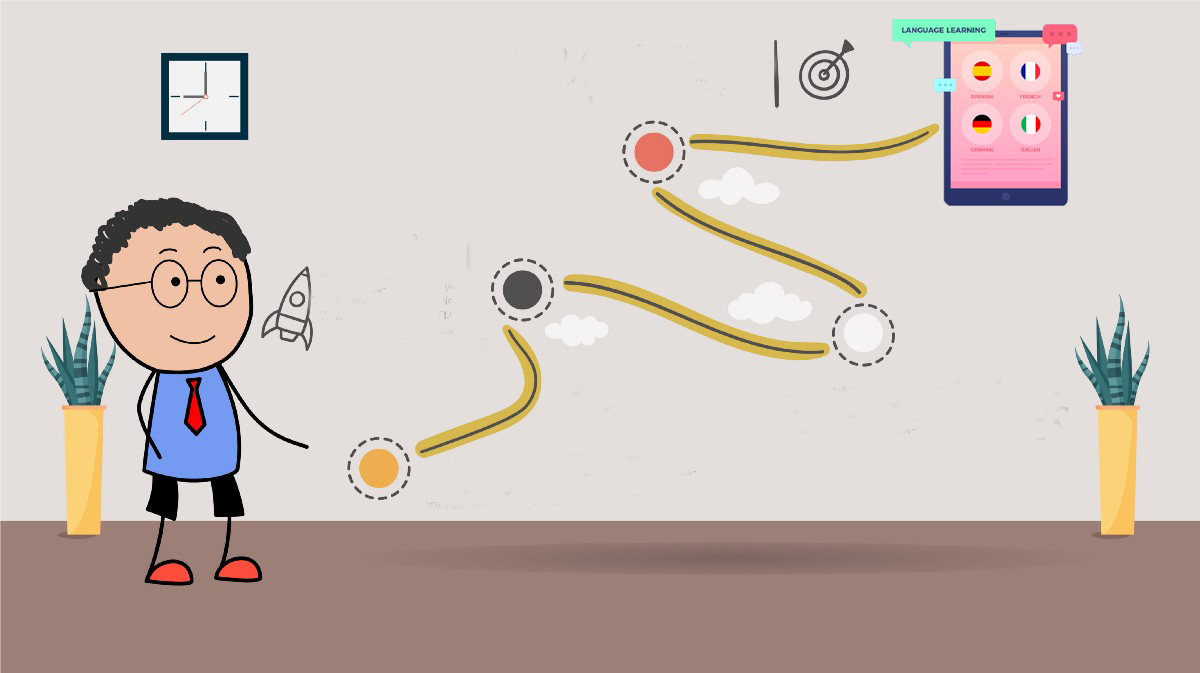 LANGUAGE LEARNING
SPANISH FRENCH
GERMAN ITALIAN